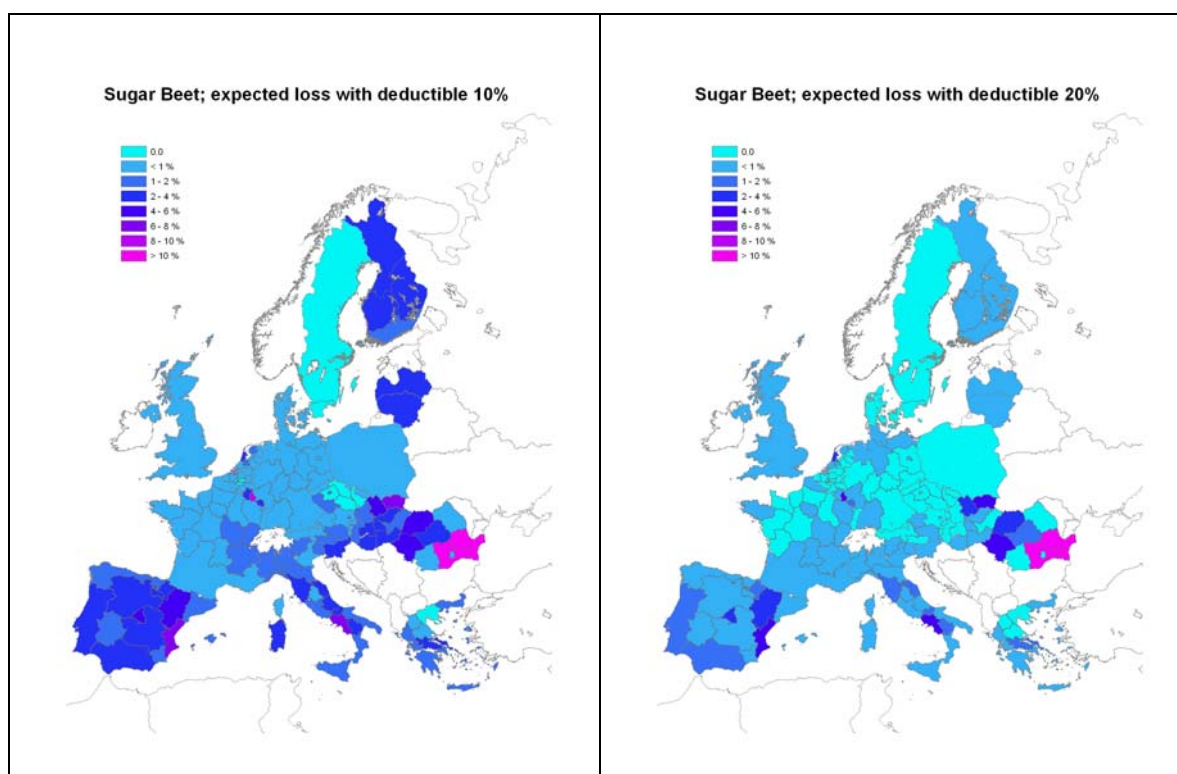 Sugar Beet; expected loss with deductible 10%
0.0
< 1 %
1 - 2 %
2 - 4 %
4 - 6 %
6 - 8 %
8 - 10 %
> 10 %
Sugar Beet; expected loss with deductible 20%
0.0
< 1 %
1 - 2 %
2 - 4 %
4 - 6 %
6 - 8 %
8 - 10 %
> 10 %